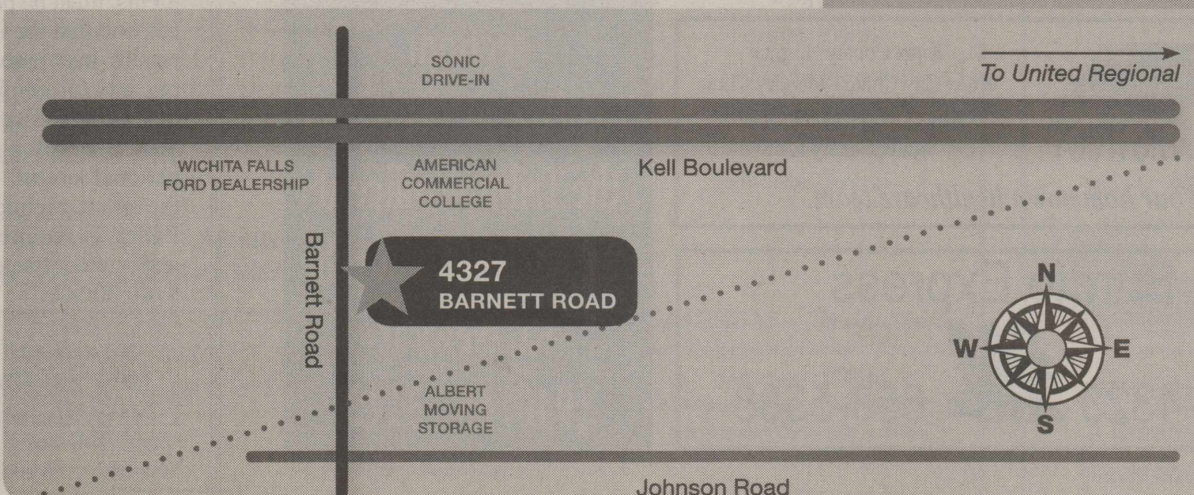 SONIC
DRIVE-IN
To United Regional
WICHITA FALLS
FORD DEALERSHIP
AMERICAN
COMMERCIAL
COLLEGE
Kell Boulevard
Barnett Road
4327
BARNETT ROAD
N
W
E
S
ALBERT
MOVING
STORAGE
Johnson Road